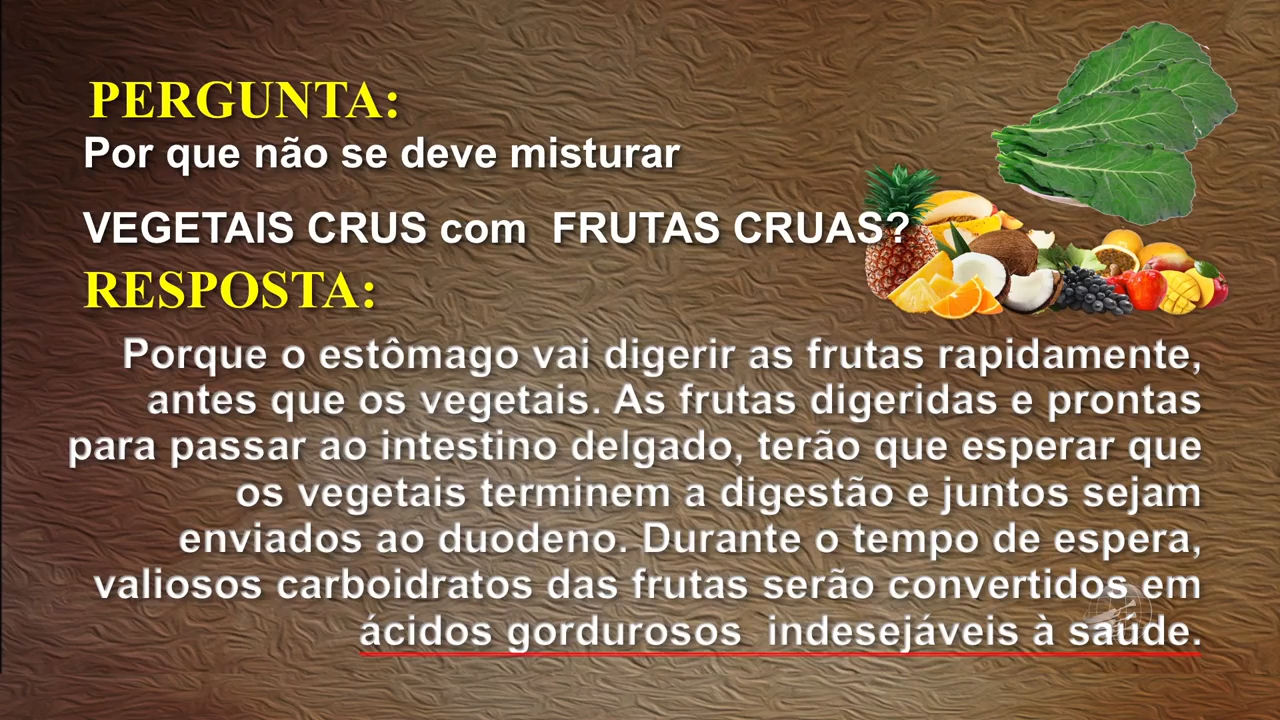 PERGUNTA:
Por que não se deve misturar
VEGETAIS CRUS com FRUTAS CRUAS?
RESPOSTA:
Porque o estômago vai digerir as frutas rapidamente,
antes que os vegetais. As frutas digeridas e prontas
para passar ao intestino delgado, terão que esperar que
os vegetais terminem a digestão e juntos sejam
enviados ao duodeno. Durante o tempo de espera,
valiosos carboidratos das frutas serão convertidos em
ácidos gordurosos indesejáveis à saúde.